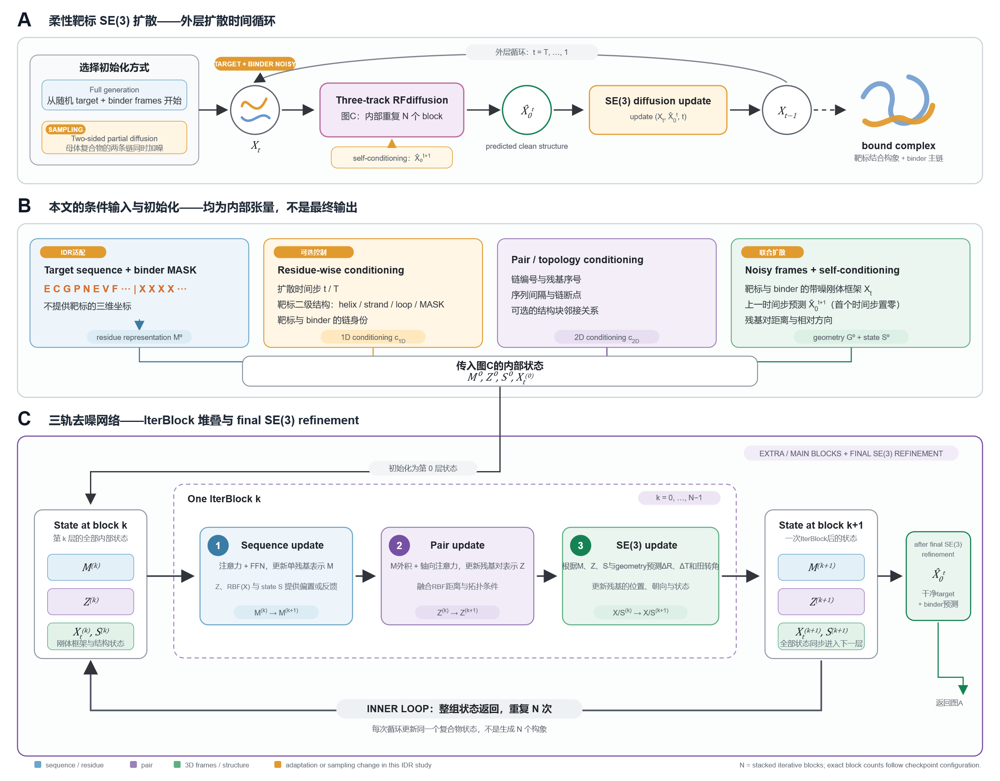 A 柔性靶标 SE(3) 扩散——外层扩散时间循环
外层循环：t = T, …, 1
选择初始化方式
Full generation
从随机 target + binder frames 开始
SAMPLING
Two-sided partial diffusion
母体复合物的两条链同时加噪
TARGET + BINDER NOISY
Xₜ
Three-track RFdiffusion
图C：内部重复 N 个 block
self-conditioning：X̂₀ᵗ⁺¹
X̂₀ᵗ
predicted clean structure
SE(3) diffusion update
update (Xₜ, X̂₀ᵗ, t)
Xₜ₋₁
bound complex
靶标结合构象 + binder 主链
B 本文的条件输入与初始化——均为内部张量，不是最终输出
IDR适配
Target sequence + binder MASK
E C G P N E V F ··· | X X X X ···
不提供靶标的三维坐标
residue representation M⁰
可选控制
Residue-wise conditioning
扩散时间步 t / T
靶标二级结构：helix / strand / loop / MASK
靶标与 binder 的链身份
1D conditioning c_1D
Pair / topology conditioning
链编号与残基序号
序列间隔与链断点
可选的结构块邻接关系
2D conditioning c_2D
联合扩散
Noisy frames + self-conditioning
靶标与 binder 的带噪刚体框架 Xₜ
上一时间步预测 X̂₀ᵗ⁺¹（首个时间步置零）
残基对距离与相对方向
geometry G⁰ + state S⁰
传入图C的内部状态
M⁰, Z⁰, S⁰, Xₜ⁽⁰⁾
C 三轨去噪网络——IterBlock 堆叠与 final SE(3) refinement
EXTRA / MAIN BLOCKS + FINAL SE(3) REFINEMENT
初始化为第 0 层状态
State at block k
第 k 层的全部内部状态
M⁽ᵏ⁾
Z⁽ᵏ⁾
Xₜ⁽ᵏ⁾, S⁽ᵏ⁾
刚体框架与结构状态
One IterBlock k
k = 0, …, N−1
1 Sequence update
注意力 + FFN，更新单残基表示 M
Z、RBF(X) 与 state S 提供偏置或反馈
M⁽ᵏ⁾ → M⁽ᵏ⁺¹⁾
2 Pair update
M外积 + 轴向注意力，更新残基对表示 Z
融合RBF距离与拓扑条件
Z⁽ᵏ⁾ → Z⁽ᵏ⁺¹⁾
3 SE(3) update
根据M、Z、S与geometry预测ΔR、ΔT和扭转角
更新残基的位置、朝向与状态
X/S⁽ᵏ⁾ → X/S⁽ᵏ⁺¹⁾
State at block k+1
一次IterBlock后的状态
M⁽ᵏ⁺¹⁾
Z⁽ᵏ⁺¹⁾
Xₜ⁽ᵏ⁺¹⁾, S⁽ᵏ⁺¹⁾
全部状态同步进入下一层
after final SE(3)
refinement
X̂₀ᵗ
干净target
+ binder预测
返回图A
INNER LOOP：整组状态返回，重复 N 次
每次循环更新同一个复合物状态，不是生成 N 个构象
sequence / residue
pair
3D frames / structure
adaptation or sampling change in this IDR study
N = stacked iterative blocks; exact block counts follow checkpoint configuration.